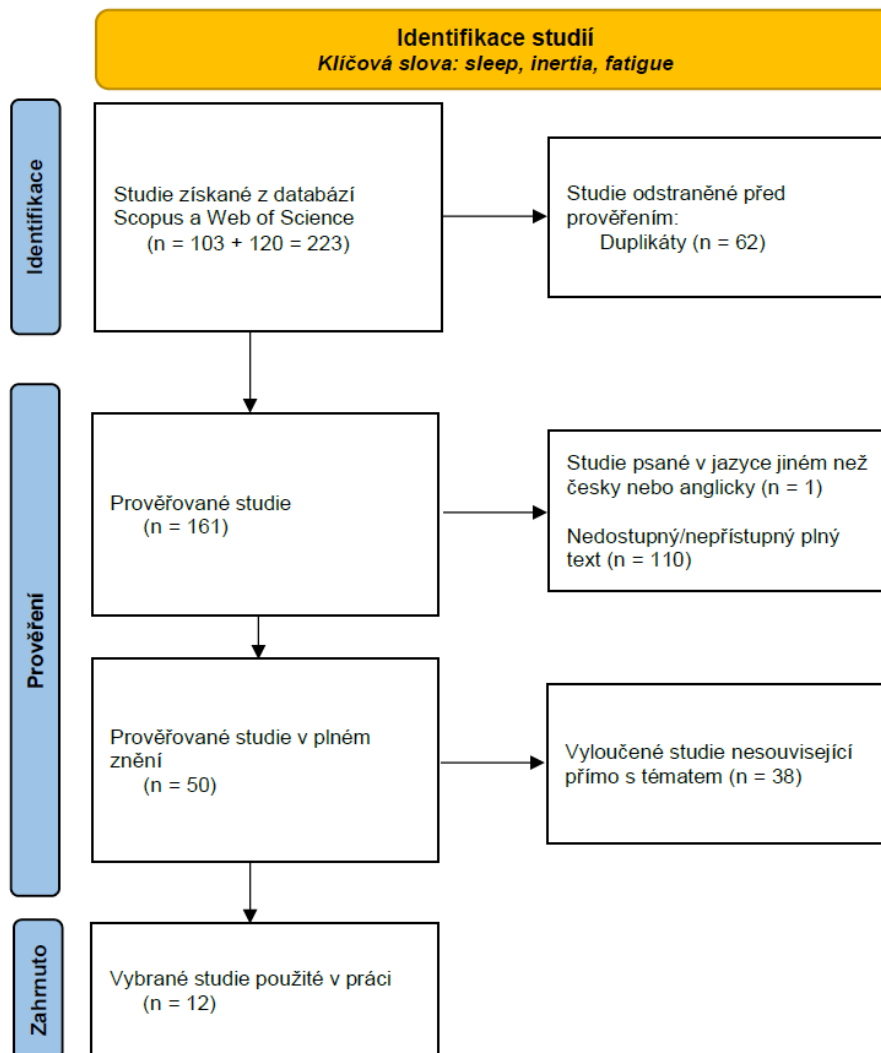 Identifikace studií
Klíčová slova: sleep, inertia, fatigue
Identifikace
Studie získané z databází
Scopus a Web of Science
(n = 103 + 120 = 223)
Studie odstraněné před
prověřením:
Duplikáty (n = 62)
Prověření
Prověřované studie
(n = 161)
Studie psané v jazyce jiném než
česky nebo anglicky (n = 1)
Nedostupný/nepřístupný plný
text (n = 110)
Prověřované studie v plném
znění
(n = 50)
Vyloučené studie nesouvisející
přímo s tématem (n = 38)
Zahrnuto
Vybrané studie použité v práci
(n = 12)